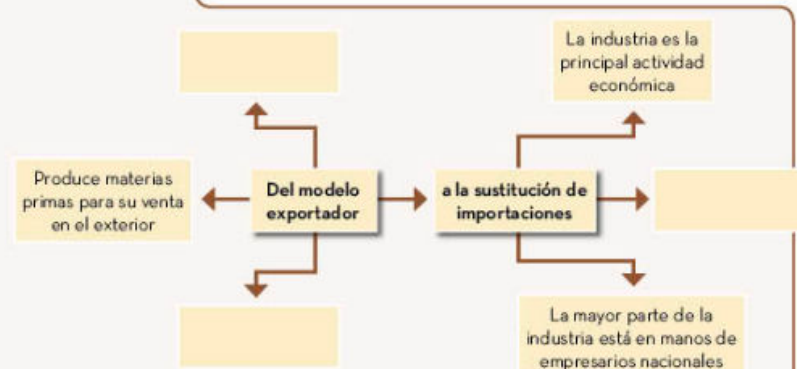 La industria es la
principal actividad
económica
Produce materias
primas para su venta
en el exterior
Del modelo
exportador
a la sustitución de
importaciones
La mayor parte de la
industria está en manos de
empresarios nacionales